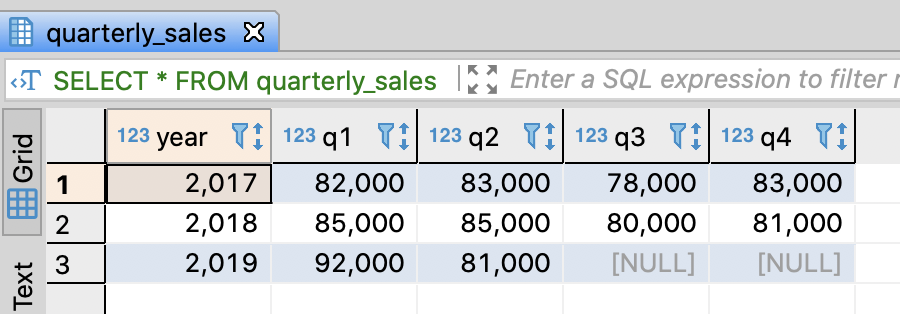 quarterly_sales
SELECT * FROM quarterly_sales Enter a SQL expression to filter
Grid
Text
123 year 123 q1 123 q2 123 q3 123 q4
1 2,017 82,000 83,000 78,000 83,000
2 2,018 85,000 85,000 80,000 81,000
3 2,019 92,000 81,000 [NULL] [NULL]